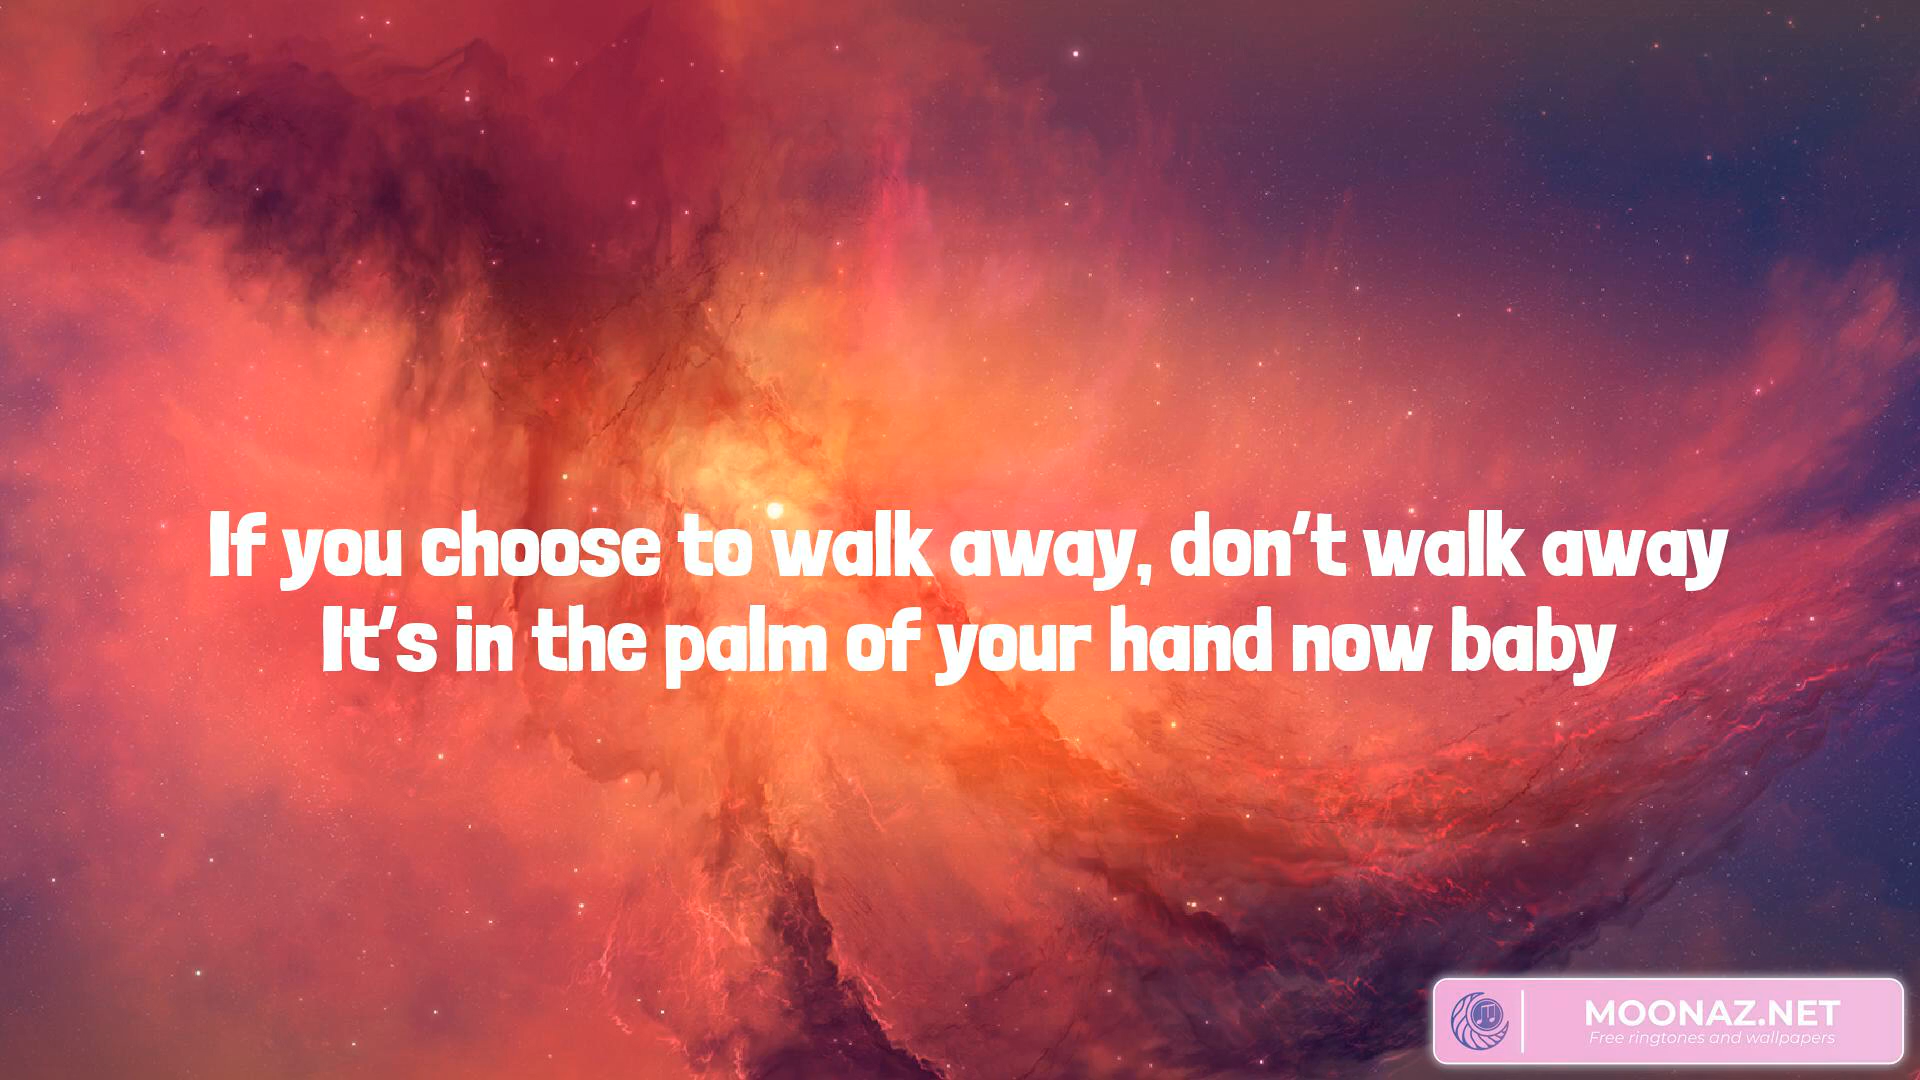 If you choose to walk away, don't walk away
It's in the palm of your hand now baby
MOONAZ.NET
Free ringtones and wallpapers